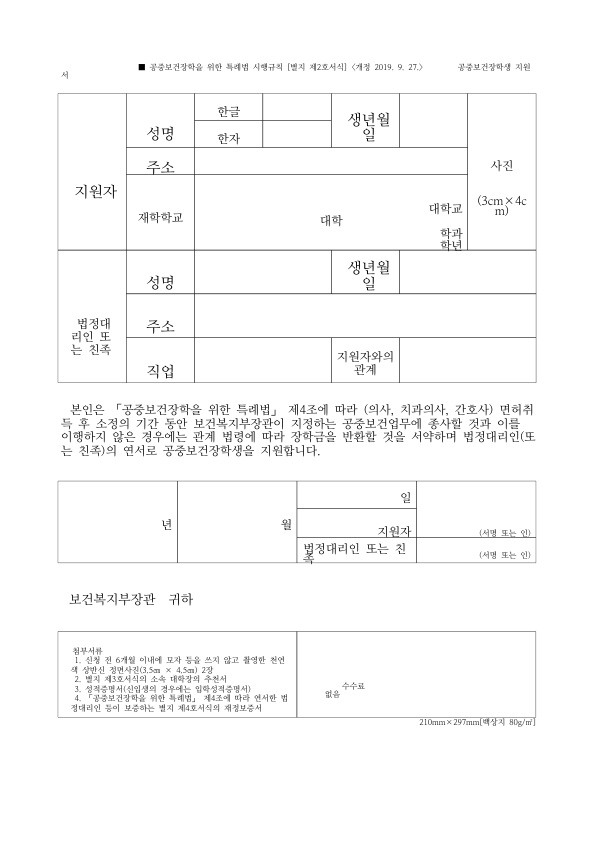 ■ 공중보건장학을 위한 특례법 시행규칙 [별지 제2호서식] <개정 2019. 9. 27.> 공중보건장학생 지원
서
지원자
성명
한글
한자
생년월
일
사진
(3cm×4c
m)
주소
재학학교
대학
대학교
학과
학년
법정대
리인 또
는 친족
성명
생년월
일
주소
직업
지원자와의
관계
본인은 「공중보건장학을 위한 특례법」 제4조에 따라 (의사, 치과의사, 간호사) 면허취
득 후 소정의 기간 동안 보건복지부장관이 지정하는 공중보건업무에 종사할 것과 이를
이행하지 않은 경우에는 관계 법령에 따라 장학금을 반환할 것을 서약하며 법정대리인(또
는 친족)의 연서로 공중보건장학생을 지원합니다.
년
월
일
지원자
(서명 또는 인)
법정대리인 또는 친
족
(서명 또는 인)
보건복지부장관 귀하
첨부서류
1. 신청 전 6개월 이내에 모자 등을 쓰지 않고 촬영한 천연
색 상반신 정면사진(3.5㎝ × 4.5㎝) 2장
2. 별지 제3호서식의 소속 대학장의 추천서
3. 성적증명서(신입생의 경우에는 입학성적증명서)
4. 「공중보건장학을 위한 특례법」 제4조에 따라 연서한 법
정대리인 등이 보증하는 별지 제4호서식의 재정보증서
수수료
없음
210mm×297mm[백상지 80g/㎡]